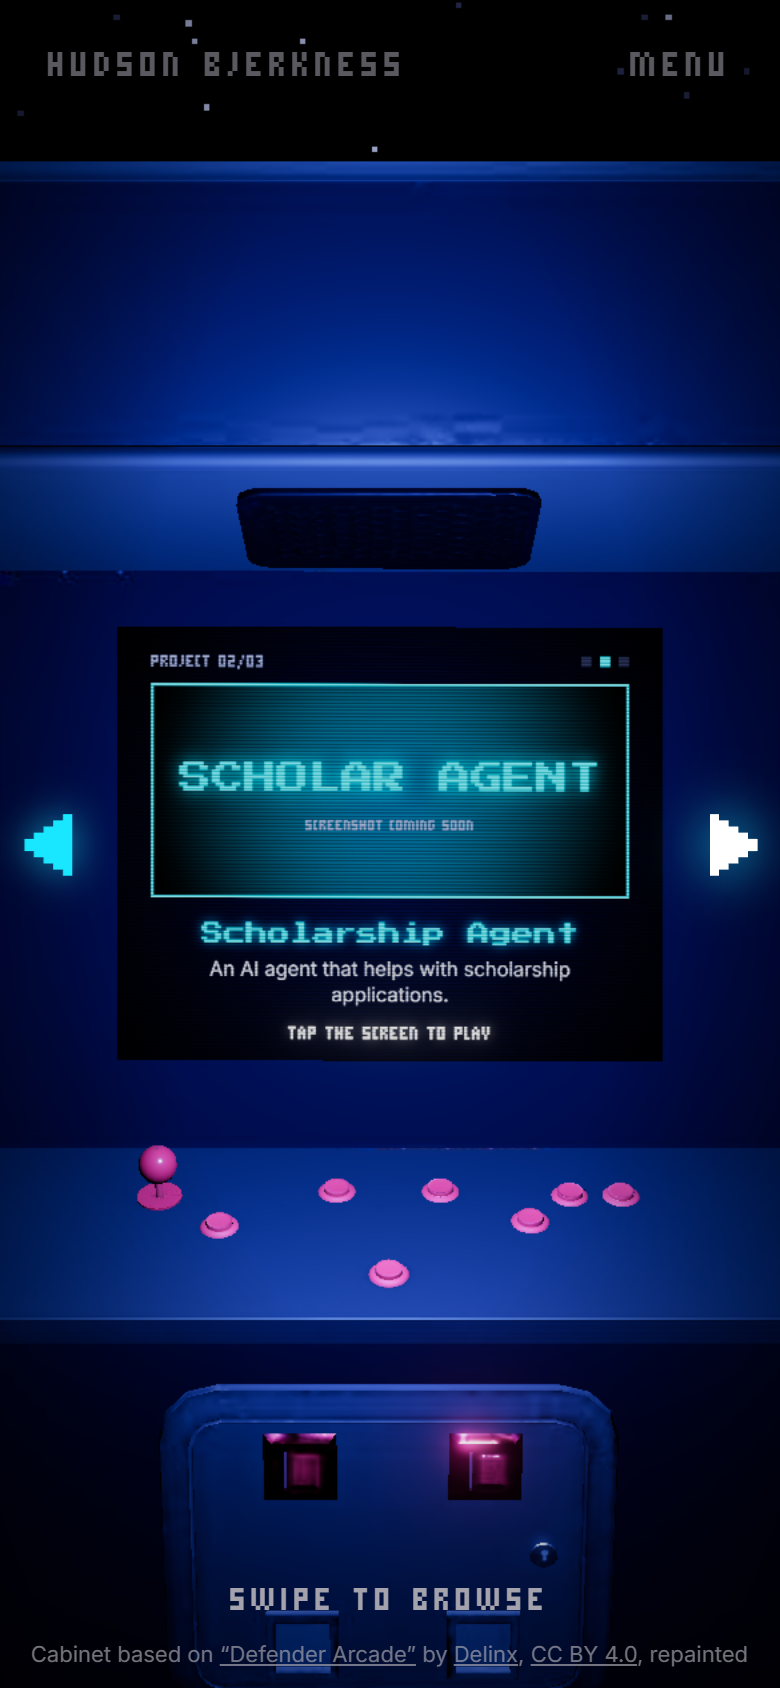 HUDSON BJERKNESS
MENU
PROJECT 02/03
SCHOLAR AGENT
SCREENSHOT COMING SOON
Scholarship Agent
An AI agent that helps with scholarship
applications.
TAP THE SCREEN TO PLAY
SWIPE TO BROWSE
Cabinet based on “Defender Arcade” by Delinx, CC BY 4.0, repainted